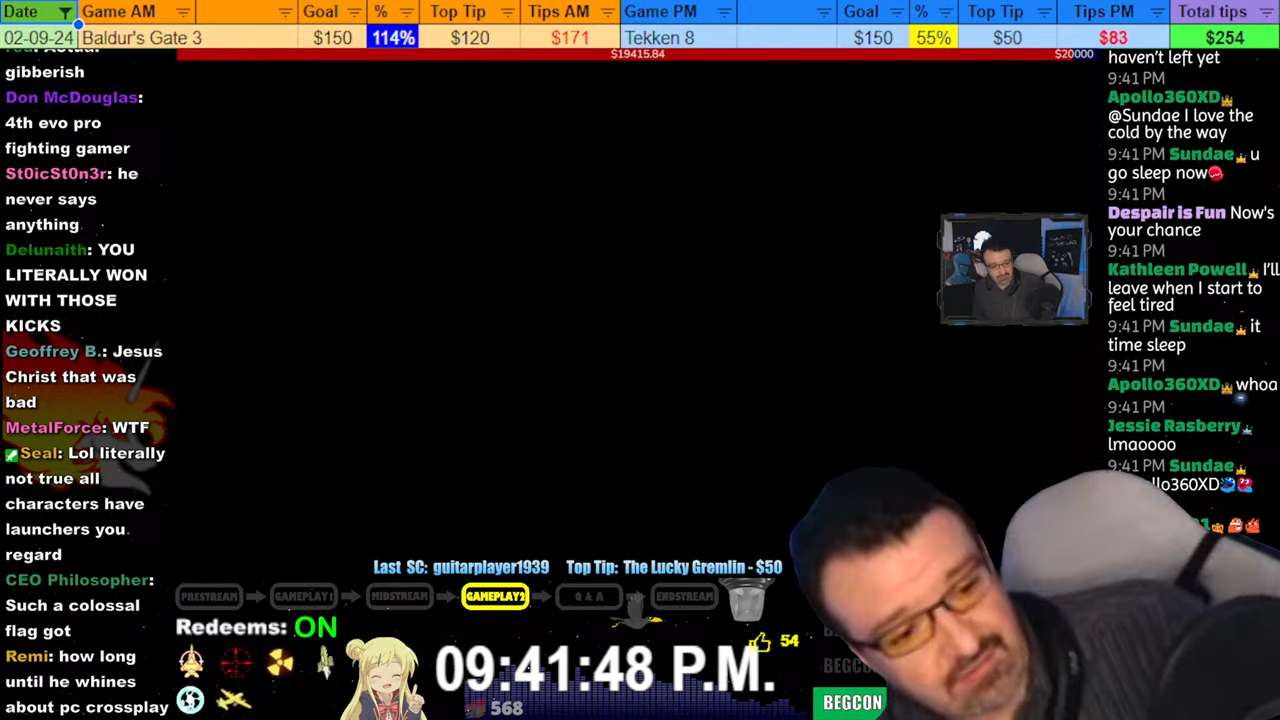 Date Game AM Goal % Top Tip Tips AM Game PM Goal % Top Tip Tips PM Total tips
02-09-24 Baldur's Gate 3 $150 114% $120 $171 Tekken 8 $150 55% $50 $83 $254
$19415.84 $20000
gibberish
Don McDouglas:
4th evo pro
fighting gamer
St0icSt0n3r: he
never says
anything
Delunaith: YOU
LITERALLY WON
WITH THOSE
KICKS
Geoffrey B.: Jesus
Christ that was
bad
MetalForce: WTF
Seal: Lol literally
not true all
characters have
launchers you
regard
CEO Philosopher:
Such a colossal
flag got
Remi: how long
until he whines
about pc crossplay
haven't left yet
9:41 PM
Apollo360XD
@Sundae I love the
cold by the way
9:41 PM Sundae u
go sleep now
9:41 PM
Despair is Fun Now's
your chance
9:41 PM
Kathleen Powell I'll
leave when I start to
feel tired
9:41 PM Sundae it
time sleep
9:41 PM
Apollo360XD whoa
9:41 PM
Jessie Rasberry
lmaoooo
9:41 PM Sundae
Last SC: guitarplayer1939 Top Tip: The Lucky Gremlin - $50
PRESTREAM GAMEPLAY 1 MIDSTREAM GAMEPLAY2 Q & A ENDSTREAM
Redeems: ON
54
09:41:48 P.M.
568
BEGCON
BEGCON